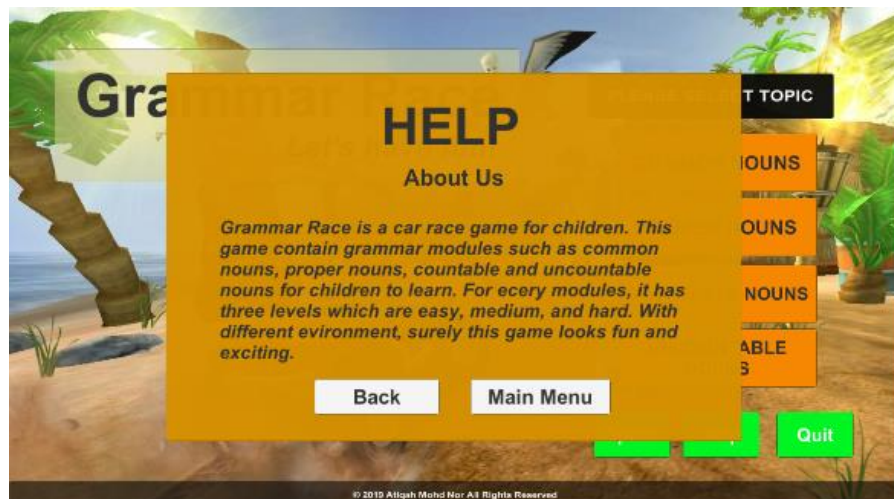 Grammar Race
HELP
About Us
Grammar Race is a car race game for children. This
game contain grammar modules such as common
nouns, proper nouns, countable and uncountable
nouns for children to learn. For ecery modules, it has
three levels which are easy, medium, and hard. With
different evironment, surely this game looks fun and
exciting.
Back
Main Menu
T TOPIC
NOUNS
OUNS
NOUNS
ABLE
S
Quit
© 2019 Atiqah Mohd Nor All Rights Reserved